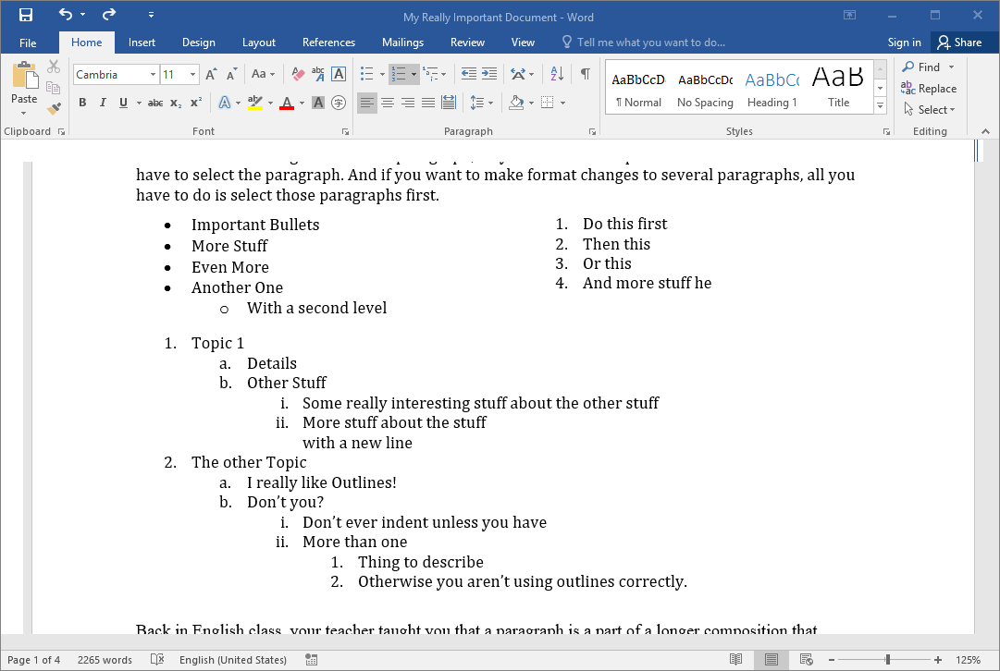 My Really Important Document - Word
File Home Insert Design Layout References Mailings Review View Tell me what you want to do... Sign in Share
Cambria 11 Aa
Paste
B I U abc x₂ x² A ab A A 字
AaBbCcD AaBbCcDc AaBbCc AaB
¶ Normal No Spacing Heading 1 Title
Find
Replace
Select
Clipboard Font Paragraph Styles Editing
have to select the paragraph. And if you want to make format changes to several paragraphs, all you
have to do is select those paragraphs first.
• Important Bullets
• More Stuff
• Even More
• Another One
o With a second level
1. Do this first
2. Then this
3. Or this
4. And more stuff he
1. Topic 1
a. Details
b. Other Stuff
i. Some really interesting stuff about the other stuff
ii. More stuff about the stuff
with a new line
2. The other Topic
a. I really like Outlines!
b. Don’t you?
i. Don’t ever indent unless you have
ii. More than one
1. Thing to describe
2. Otherwise you aren’t using outlines correctly.
Back in English class, your teacher taught you that a paragraph is a part of a longer composition that
Page 1 of 4 2265 words English (United States) 125%